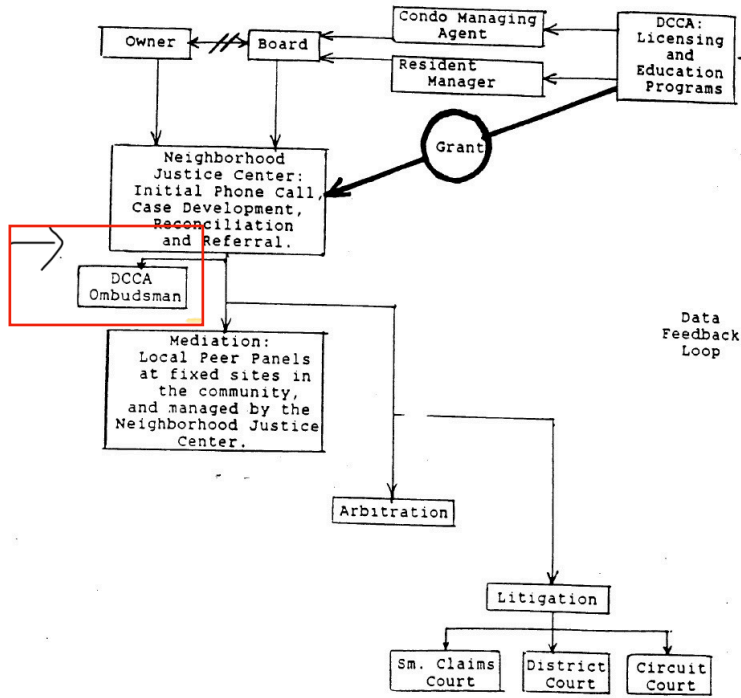 Owner
Board
Condo Managing
Agent
Resident
Manager
DCCA:
Licensing
and
Education
Programs
Grant
Neighborhood
Justice Center:
Initial Phone Call,
Case Development,
Reconciliation
and Referral.
DCCA
Ombudsman
Mediation:
Local Peer Panels
at fixed sites in
the community,
and managed by the
Neighborhood Justice
Center.
Data
Feedback
Loop
Arbitration
Litigation
Sm. Claims
Court
District
Court
Circuit
Court